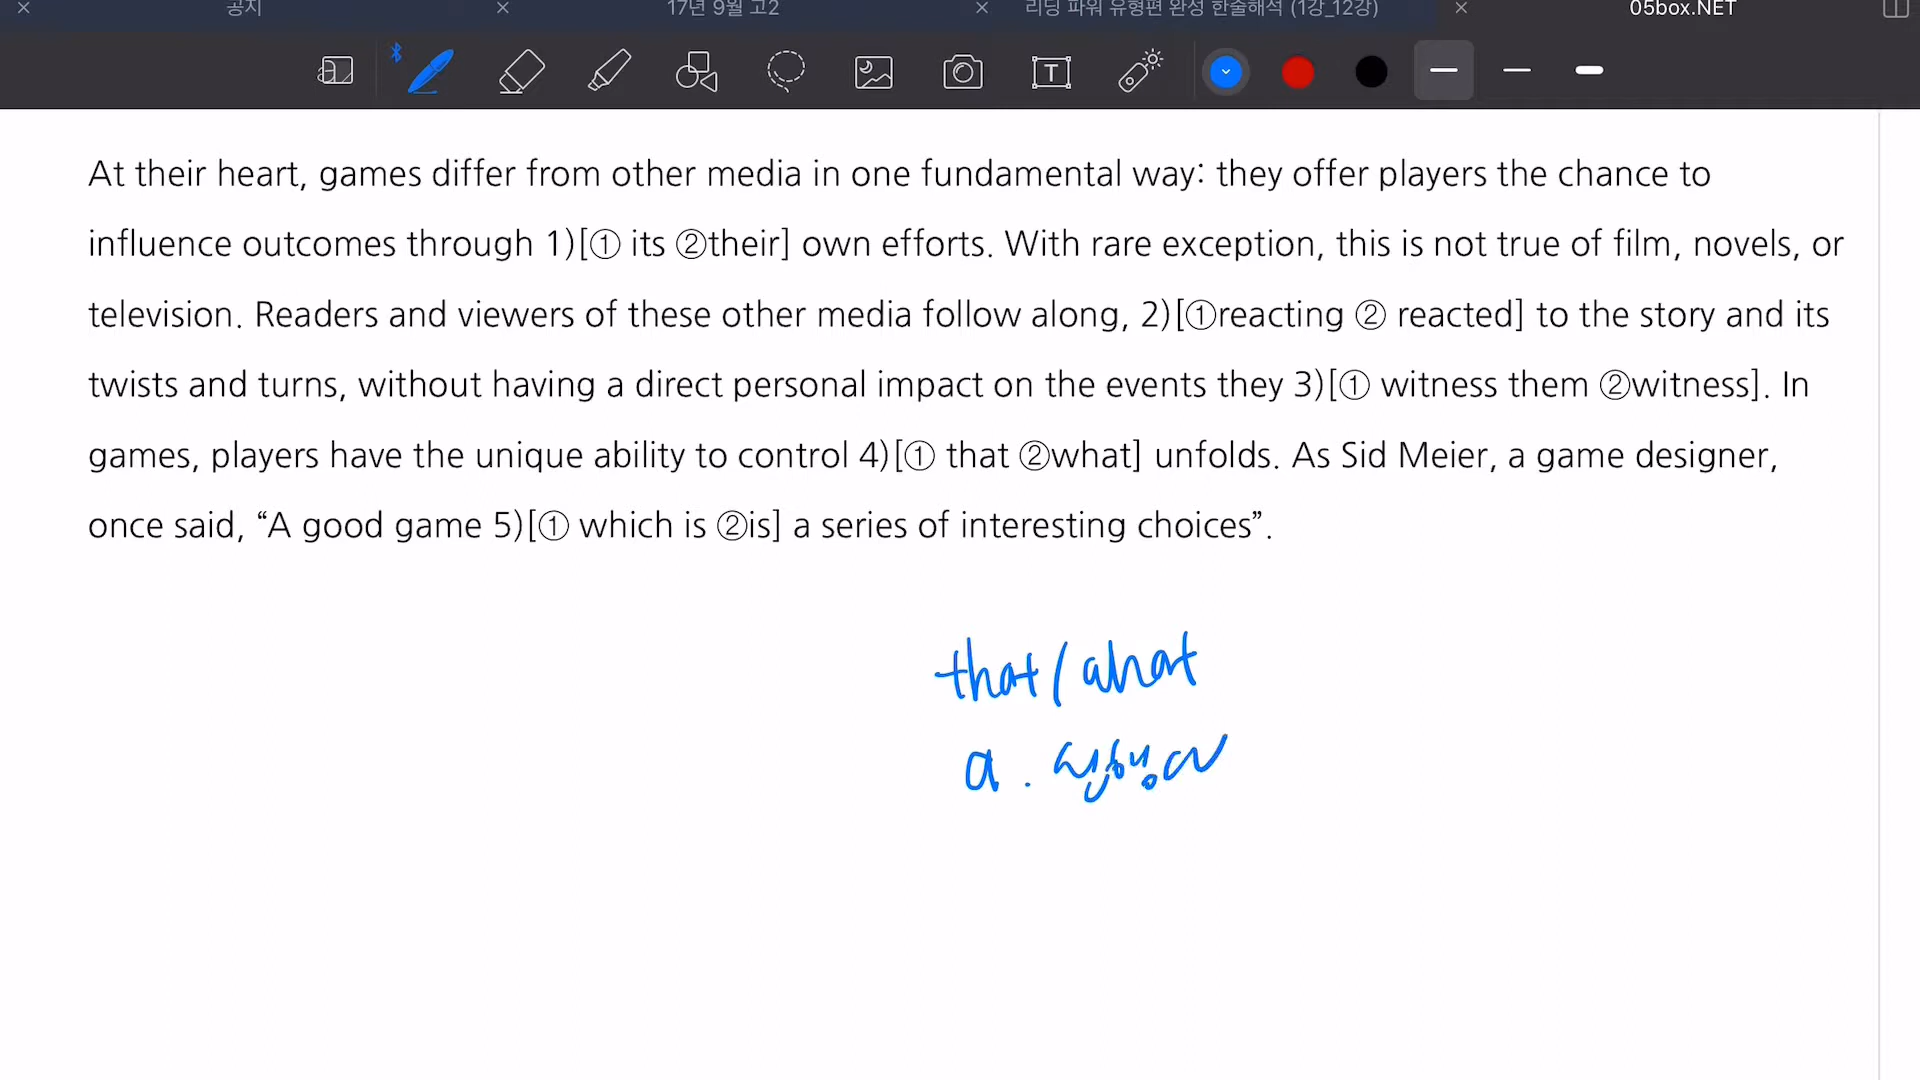 공지
17년 9월 고2
리딩 파워 유형편 완성 한줄해석 (1강_12강)
05box.NET
At their heart, games differ from other media in one fundamental way: they offer players the chance to
influence outcomes through 1)[① its ②their] own efforts. With rare exception, this is not true of film, novels, or
television. Readers and viewers of these other media follow along, 2)[①reacting ② reacted] to the story and its
twists and turns, without having a direct personal impact on the events they 3)[① witness them ②witness]. In
games, players have the unique ability to control 4)[① that ②what] unfolds. As Sid Meier, a game designer,
once said, “A good game 5)[① which is ②is] a series of interesting choices”.
that / what
a. 선행사